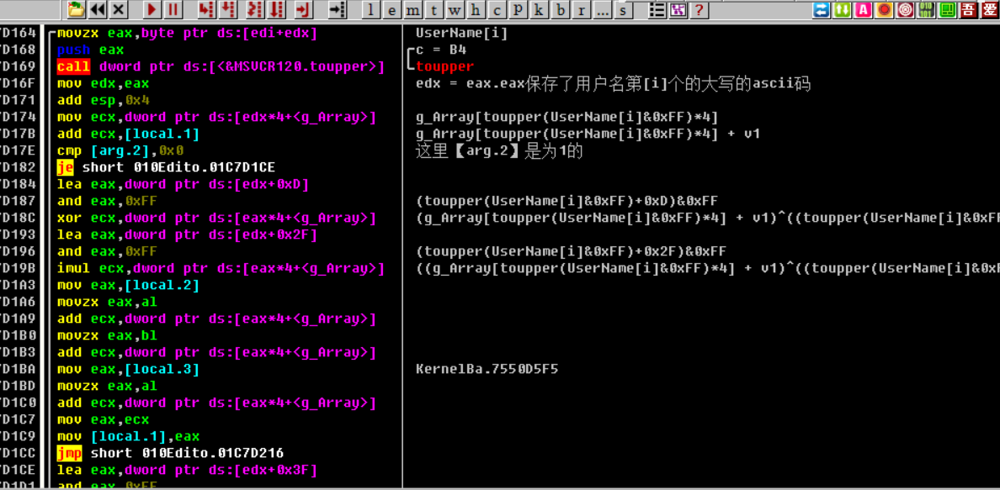 l e m t w h c P k b r ... s ? A 吾 爱
7D164 movzx eax,byte ptr ds:[edi+edx] UserName[i]
7D168 push eax c = B4
7D169 call dword ptr ds:[<&MSVCR120.toupper>] toupper
7D16F mov edx,eax edx = eax.eax保存了用户名第[i]个的大写的ascii码
7D171 add esp,0x4
7D174 mov ecx,dword ptr ds:[edx*4+<g_Array>] g_Array[toupper(UserName[i]&0xFF)*4]
7D17B add ecx,[local.1] g_Array[toupper(UserName[i]&0xFF)*4] + v1
7D17E cmp [arg.2],0x0 这里【arg.2】是为1的
7D182 je short 010Edito.01C7D1CE
7D184 lea eax,dword ptr ds:[edx+0xD]
7D187 and eax,0xFF (toupper(UserName[i]&0xFF)+0xD)&0xFF
7D18C xor ecx,dword ptr ds:[eax*4+<g_Array>] (g_Array[toupper(UserName[i]&0xFF)*4] + v1)^((toupper(UserName[i]&0xF
7D193 lea eax,dword ptr ds:[edx+0x2F]
7D196 and eax,0xFF (toupper(UserName[i]&0xFF)+0x2F)&0xFF
7D19B imul ecx,dword ptr ds:[eax*4+<g_Array>] ((g_Array[toupper(UserName[i]&0xFF)*4] + v1)^((toupper(UserName[i]&0x
7D1A3 mov eax,[local.2]
7D1A6 movzx eax,al
7D1A9 add ecx,dword ptr ds:[eax*4+<g_Array>]
7D1B0 movzx eax,bl
7D1B3 add ecx,dword ptr ds:[eax*4+<g_Array>]
7D1BA mov eax,[local.3] KernelBa.7550D5F5
7D1BD movzx eax,al
7D1C0 add ecx,dword ptr ds:[eax*4+<g_Array>]
7D1C7 mov eax,ecx
7D1C9 mov [local.1],eax
7D1CC jmp short 010Edito.01C7D216
7D1CE lea eax,dword ptr ds:[edx+0x3F]
7D1D1 and eax,0xFF